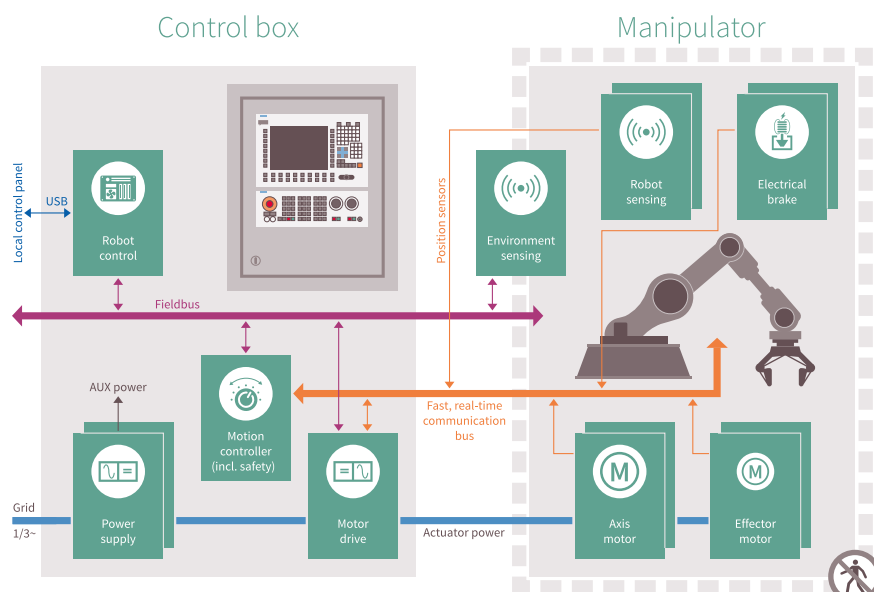 Control box
Manipulator
Local control panel
USB
Robot
control
Position sensors
Environment
sensing
Robot
sensing
Electrical
brake
Fieldbus
AUX power
Motion
controller
(incl. safety)
Fast, real-time
communication
bus
Grid
1/3~
Power
supply
Motor
drive
Actuator power
M
Axis
motor
M
Effector
motor